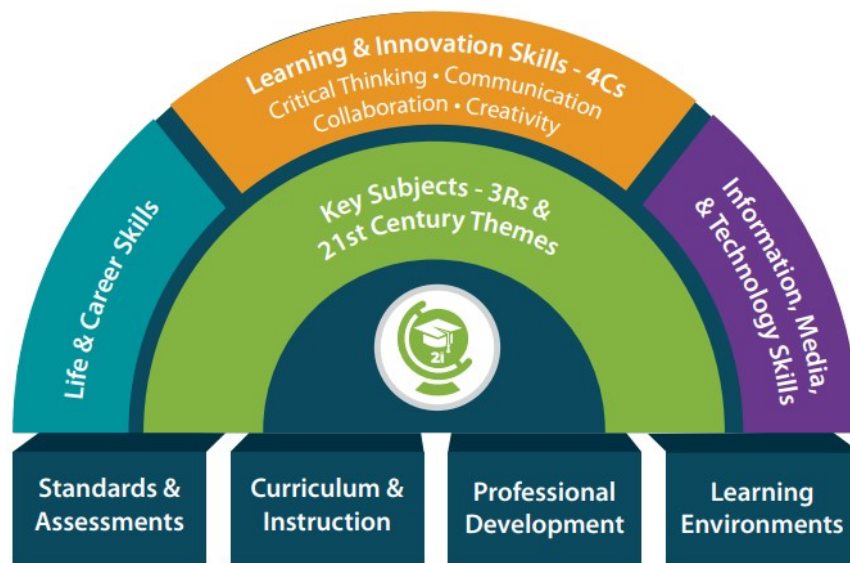 Learning & Innovation Skills - 4Cs
Critical Thinking • Communication
Collaboration • Creativity
Life & Career Skills
Key Subjects - 3Rs &
21st Century Themes
Information, Media,
& Technology Skills
2i
Standards &
Assessments
Curriculum &
Instruction
Professional
Development
Learning
Environments